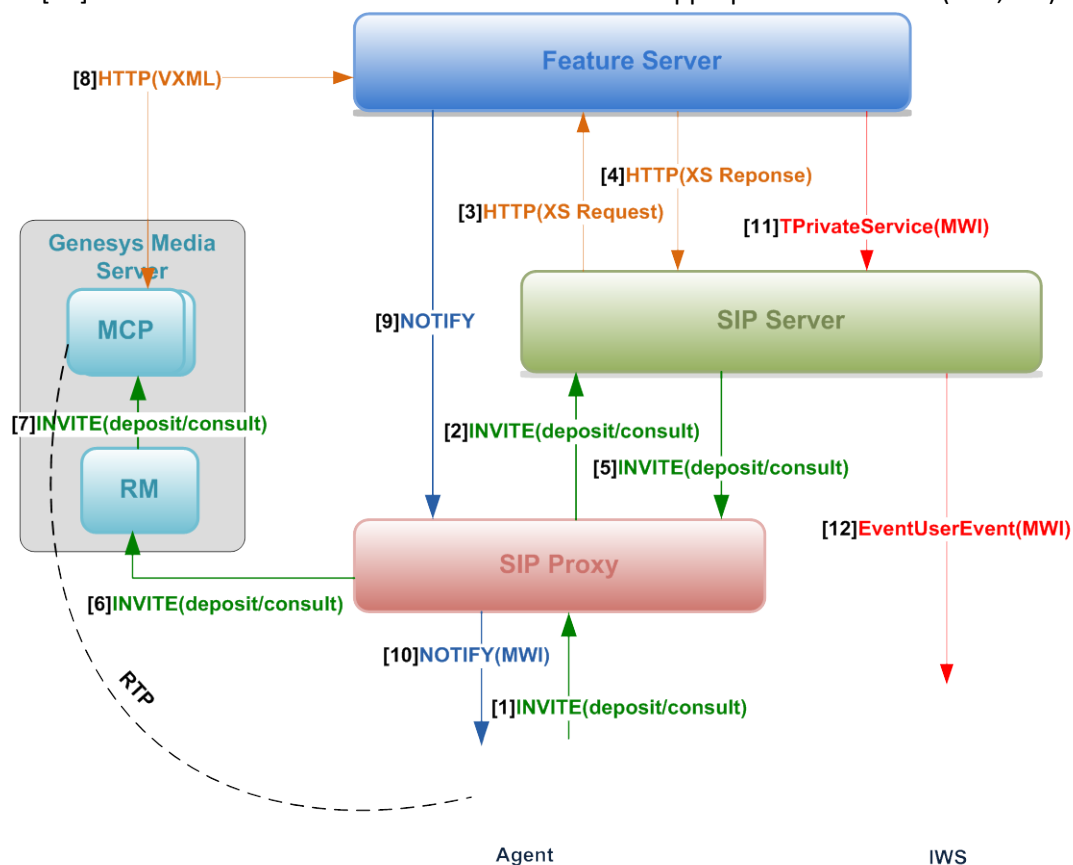 Feature Server
[8]HTTP(VXML)
[4]HTTP(XS Reponse)
[3]HTTP(XS Request)
[11]TPrivateService(MWI)
Genesys Media
Server
MCP
SIP Server
[9]NOTIFY
[7]INVITE(deposit/consult)
[2]INVITE(deposit/consult)
[5]INVITE(deposit/consult)
RM
[12]EventUserEvent(MWI)
SIP Proxy
[6]INVITE(deposit/consult)
[10]NOTIFY(MWI)
RTP
[1]INVITE(deposit/consult)
Agent
IWS